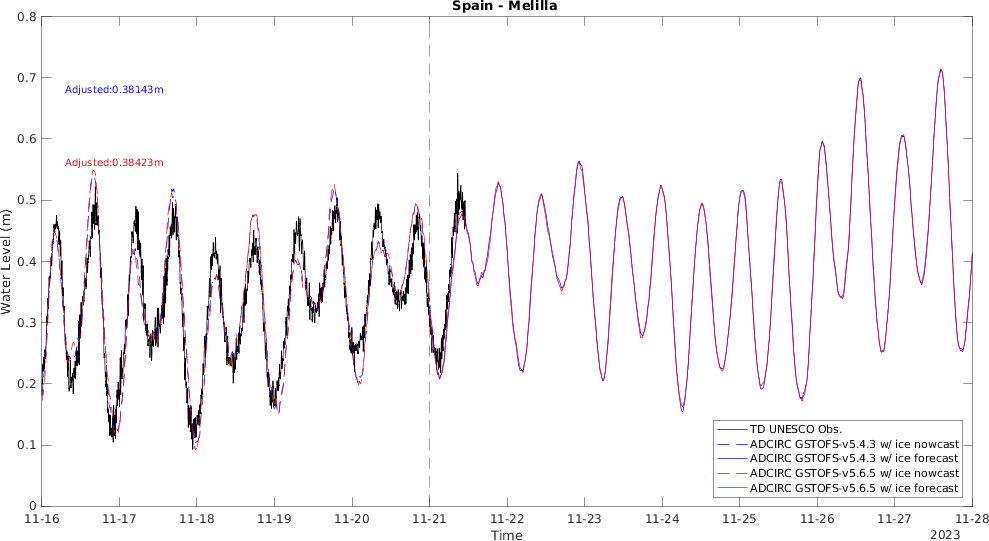 Spain - Melilla
0.8
0.7
0.6
0.5
0.4
0.3
0.2
0.1
0
Water Level (m)
Adjusted:0.38143m
Adjusted:0.38423m
TD UNESCO Obs.
ADCIRC GSTOFS-v5.4.3 w/ ice nowcast
ADCIRC GSTOFS-v5.4.3 w/ ice forecast
ADCIRC GSTOFS-v5.6.5 w/ ice nowcast
ADCIRC GSTOFS-v5.6.5 w/ ice forecast
11-16 11-17 11-18 11-19 11-20 11-21 11-22 11-23 11-24 11-25 11-26 11-27 11-28
Time
2023